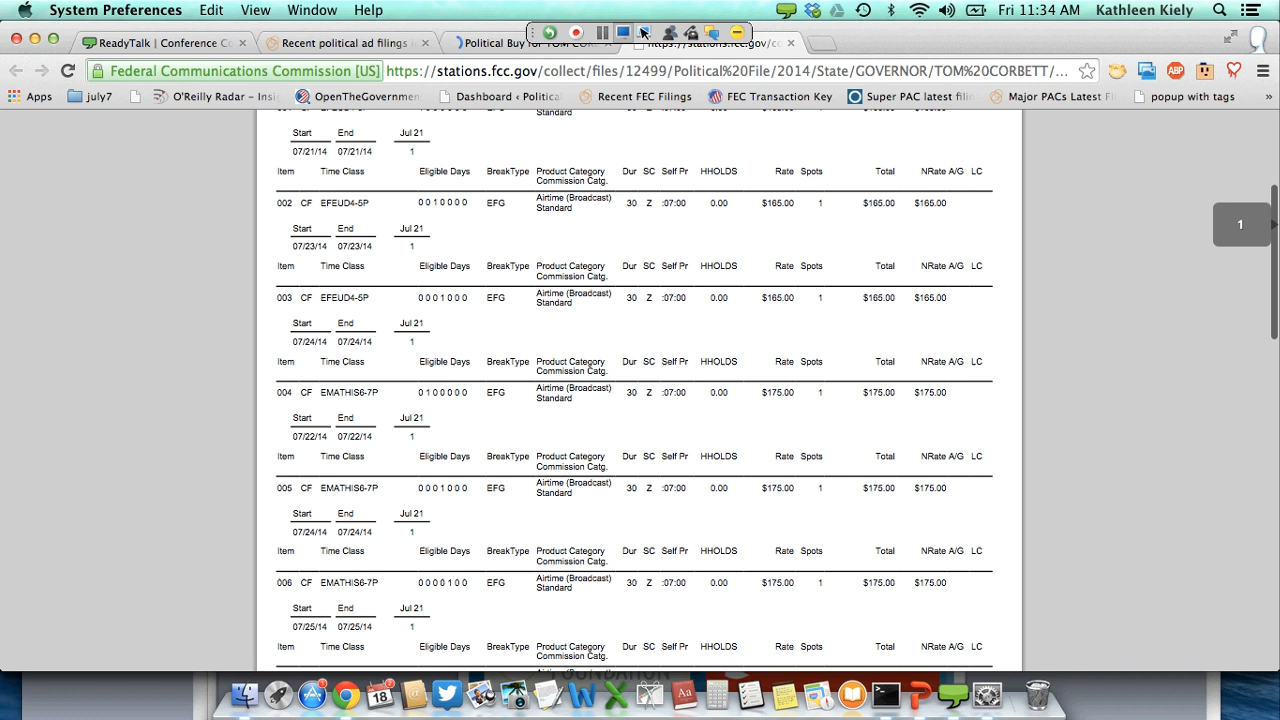 System Preferences Edit View Window Help Fri 11:34 AM Kathleen Kiely
ReadyTalk | Conference Co Recent political ad filings i Political Buy for TOM COR https://stations.fcc.gov/co
Federal Communications Commission [US] https://stations.fcc.gov/collect/files/12499/Political%20File/2014/State/GOVERNOR/TOM%20CORBETT/...
Apps july7 O'Reilly Radar - Insi OpenTheGovernmen Dashboard ‹ Political Recent FEC Filings FEC Transaction Key Super PAC latest filin Major PACs Latest F popup with tags »
Standard
Start End Jul 21
07/21/14 07/21/14 1
Item Time Class Eligible Days BreakType Product Category Dur SC Self Pr HHOLDS Rate Spots Total NRate A/G LC
Commission Catg.
002 CF EFEUD4-5P 0 0 1 0 0 0 0 EFG Airtime (Broadcast) 30 Z :07:00 0.00 $165.00 1 $165.00 $165.00
Standard
Start End Jul 21
07/23/14 07/23/14 1
Item Time Class Eligible Days BreakType Product Category Dur SC Self Pr HHOLDS Rate Spots Total NRate A/G LC
Commission Catg.
003 CF EFEUD4-5P 0 0 0 1 0 0 0 EFG Airtime (Broadcast) 30 Z :07:00 0.00 $165.00 1 $165.00 $165.00
Standard
Start End Jul 21
07/24/14 07/24/14 1
Item Time Class Eligible Days BreakType Product Category Dur SC Self Pr HHOLDS Rate Spots Total NRate A/G LC
Commission Catg.
004 CF EMATHIS6-7P 0 1 0 0 0 0 0 EFG Airtime (Broadcast) 30 Z :07:00 0.00 $175.00 1 $175.00 $175.00
Standard
Start End Jul 21
07/22/14 07/22/14 1
Item Time Class Eligible Days BreakType Product Category Dur SC Self Pr HHOLDS Rate Spots Total NRate A/G LC
Commission Catg.
005 CF EMATHIS6-7P 0 0 0 1 0 0 0 EFG Airtime (Broadcast) 30 Z :07:00 0.00 $175.00 1 $175.00 $175.00
Standard
Start End Jul 21
07/24/14 07/24/14 1
Item Time Class Eligible Days BreakType Product Category Dur SC Self Pr HHOLDS Rate Spots Total NRate A/G LC
Commission Catg.
006 CF EMATHIS6-7P 0 0 0 0 1 0 0 EFG Airtime (Broadcast) 30 Z :07:00 0.00 $175.00 1 $175.00 $175.00
Standard
Start End Jul 21
07/25/14 07/25/14 1
Item Time Class Eligible Days BreakType Product Category Dur SC Self Pr HHOLDS Rate Spots Total NRate A/G LC
Commission Catg.
1
FOUNDATION
JUL
18